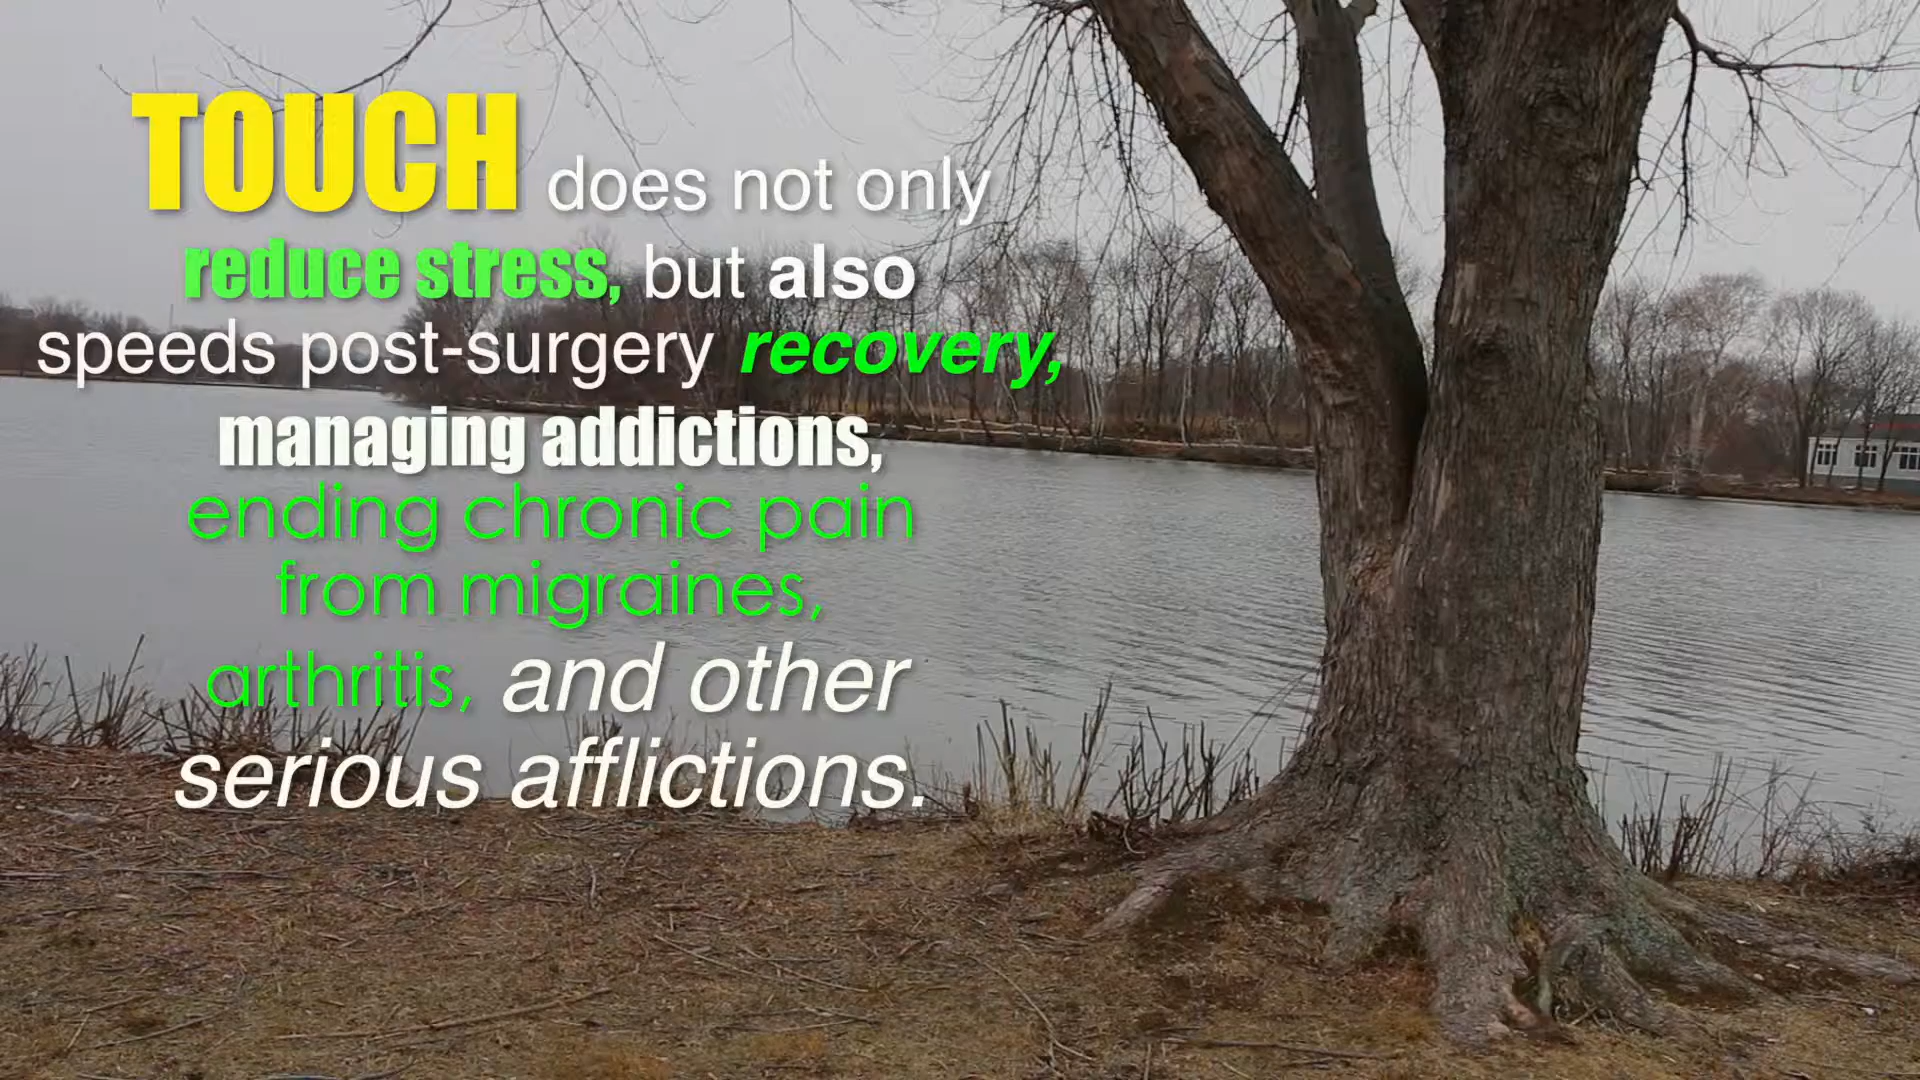 TOUCH does not only
reduce stress, but also
speeds post-surgery recovery,
managing addictions,
ending chronic pain
from migraines,
arthritis, and other
serious afflictions.